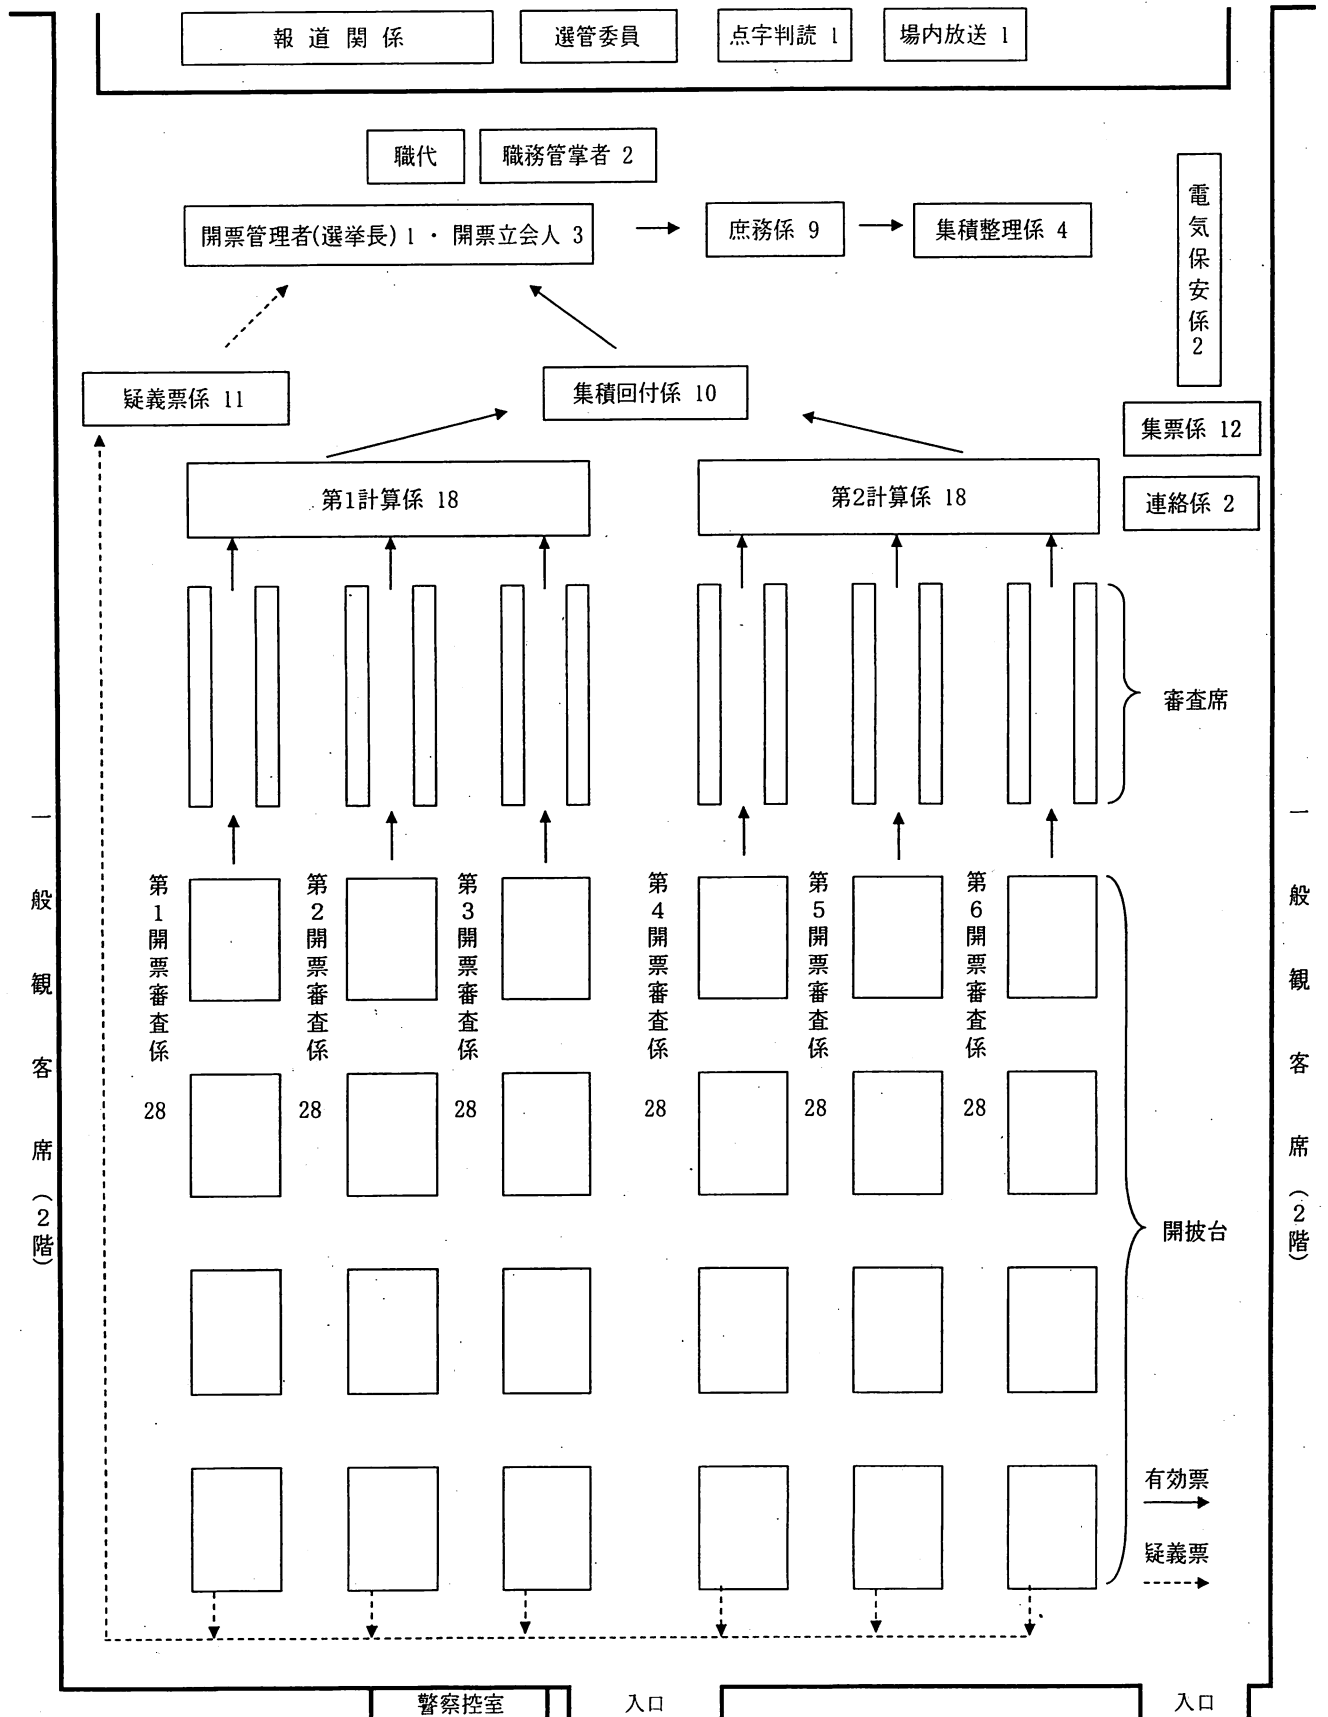 報道関係
選管委員
点字判読 1
場内放送 1
職代
職務管掌者 2
電気保安係2
開票管理者(選挙長) 1 ・ 開票立会人 3
庶務係 9
集積整理係 4
疑義票係 11
集積回付係 10
集票係 12
第1計算係 18
第2計算係 18
連絡係 2
審査席
一般観客席(2階)
一般観客席(2階)
第1開票審査係
28
第2開票審査係
28
第3開票審査係
28
第4開票審査係
28
第5開票審査係
28
第6開票審査係
28
開披台
有効票
疑義票
警察控室
入口
入口